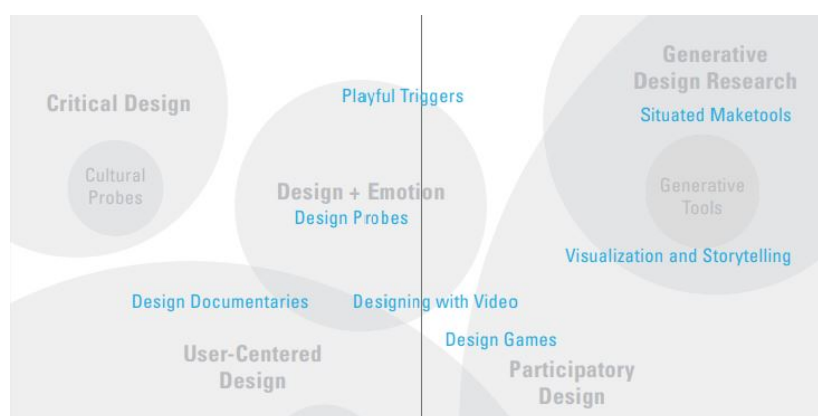 Critical Design
Cultural
Probes
Playful Triggers
Design + Emotion
Design Probes
Generative
Design Research
Situated Maketools
Generative
Tools
Visualization and Storytelling
Design Documentaries
Designing with Video
Design Games
User-Centered
Design
Participatory
Design